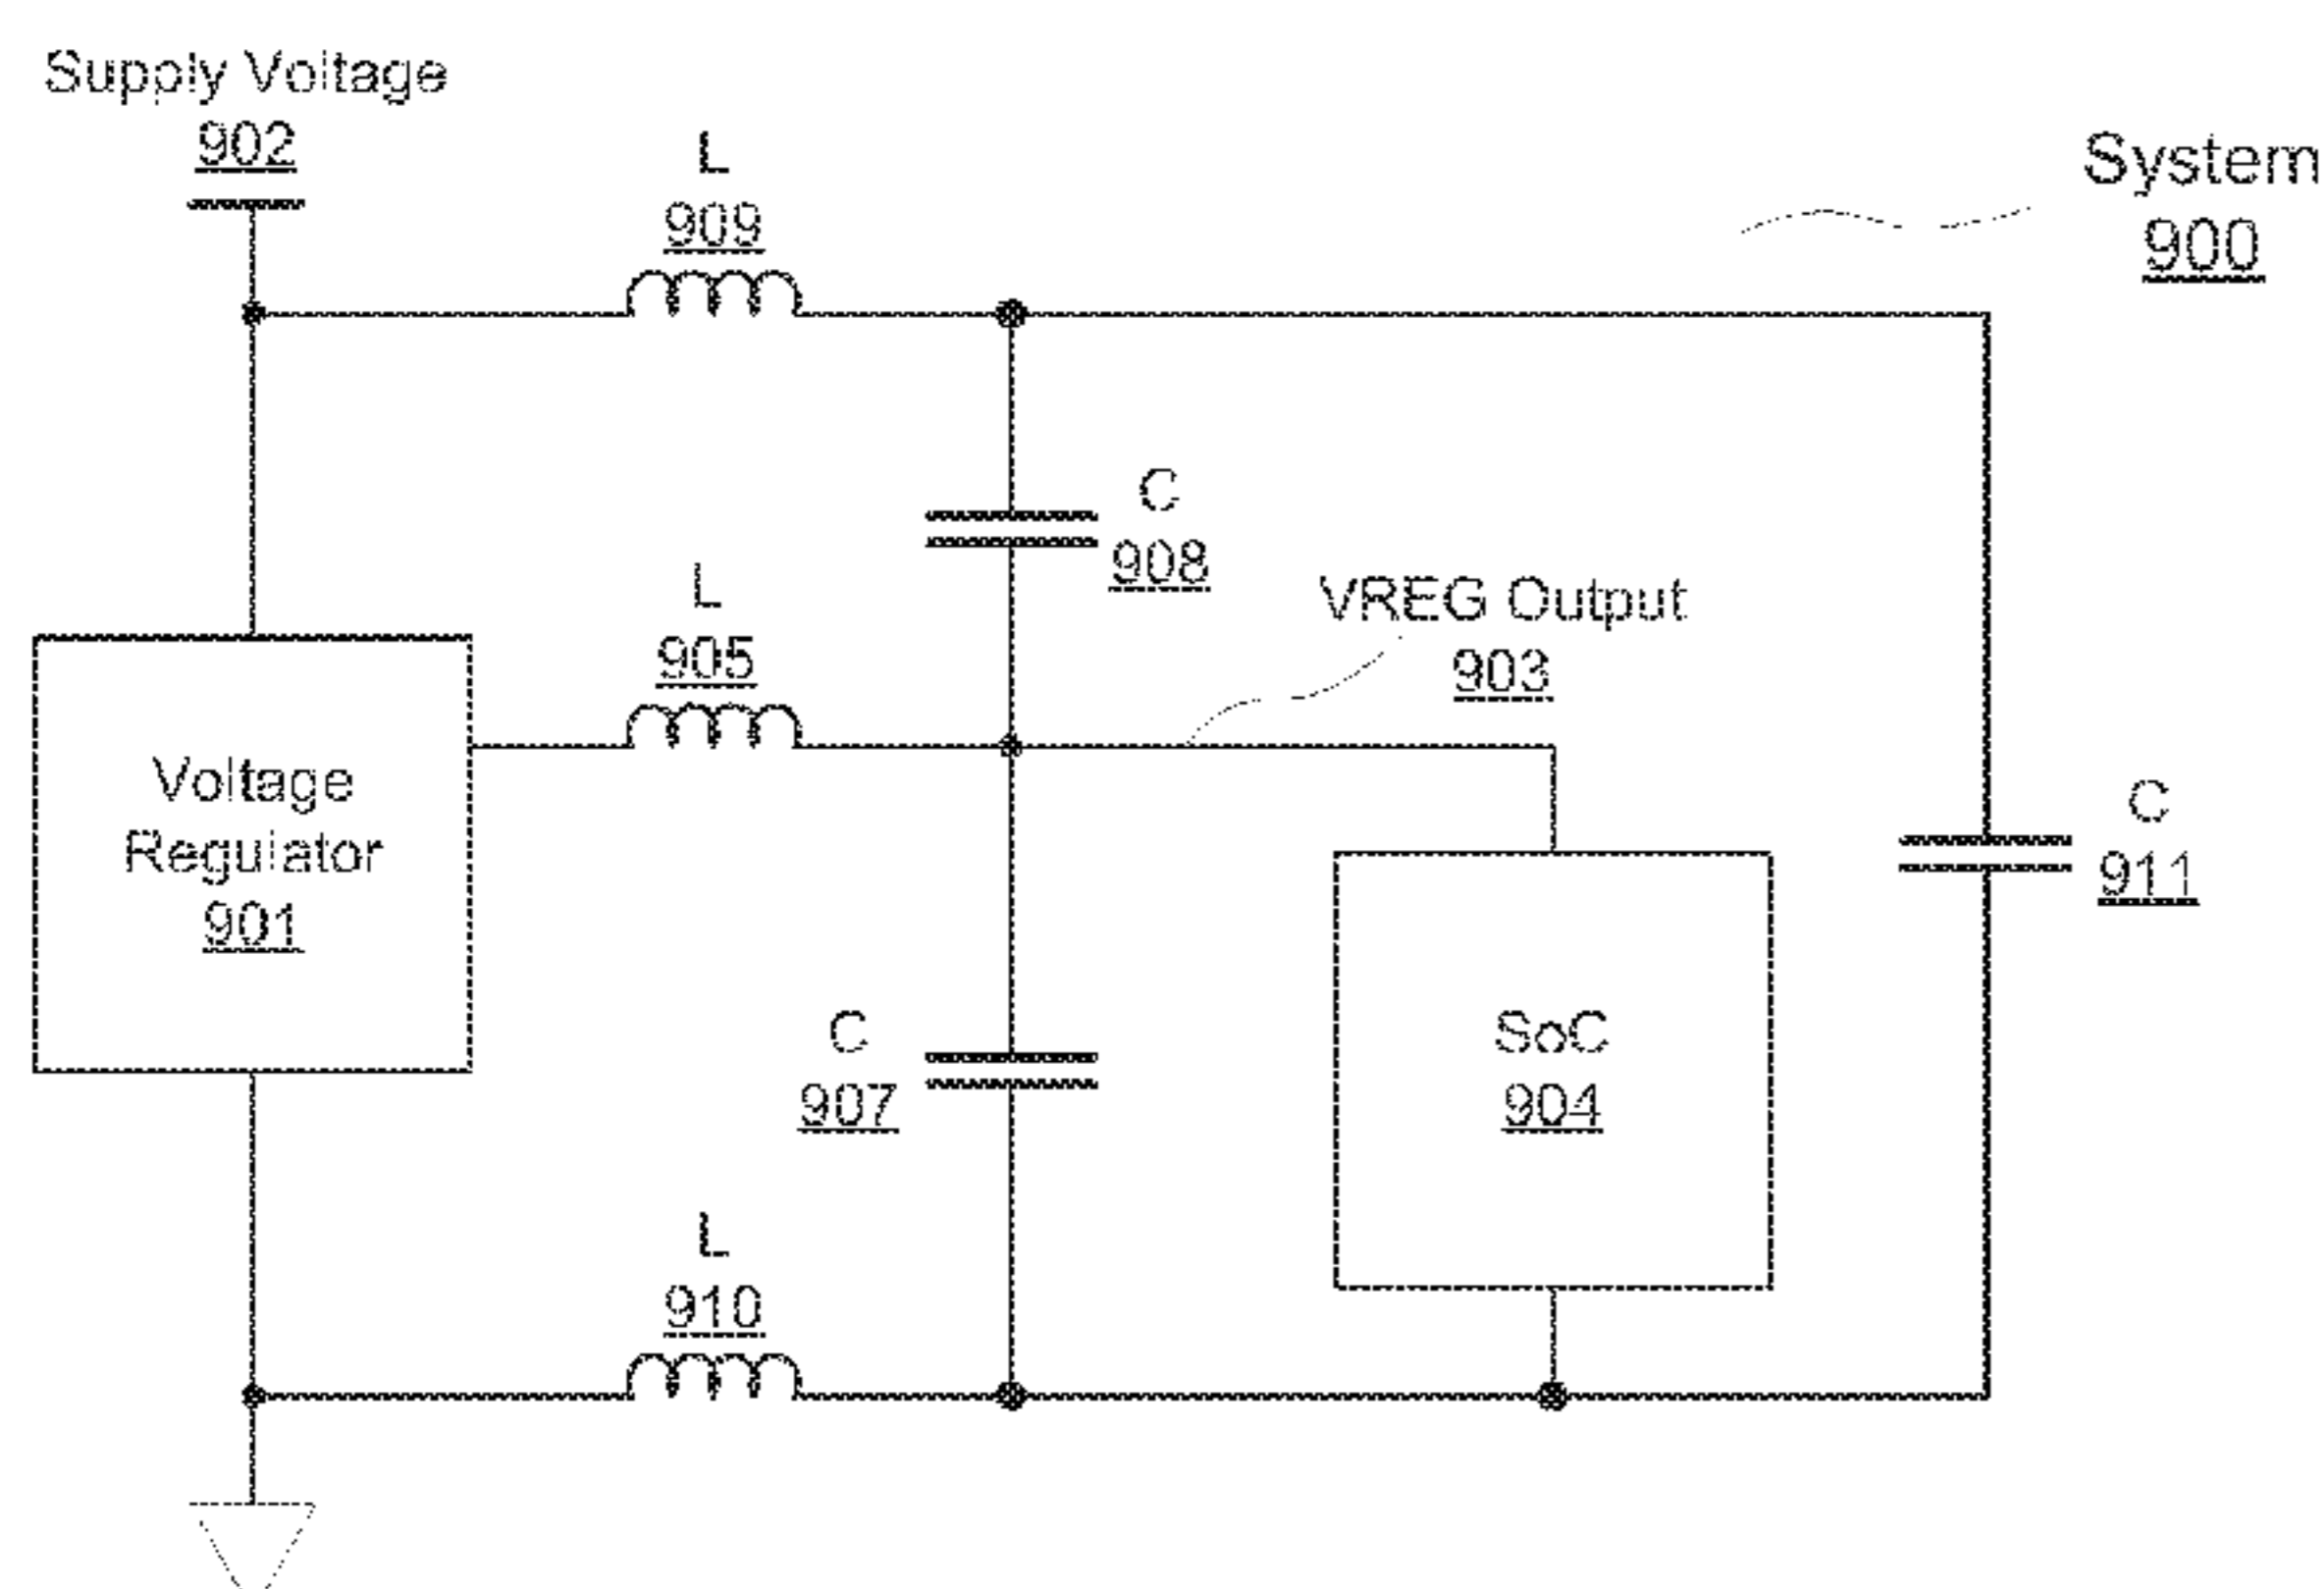 Supply Voltage
902
L
909
System
900
C
908
L
905
VREG Output
903
Voltage
Regulator
901
C
911
C
907
SoC
904
L
910